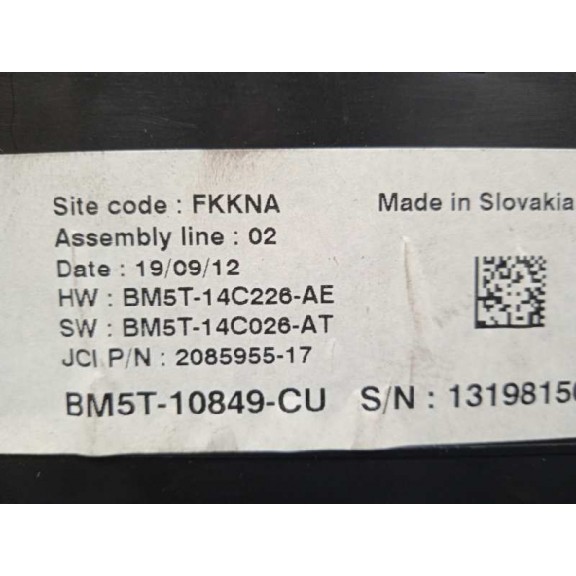 Site code : FKKNA Made in Slovakia
Assembly line : 02
Date : 19/09/12
HW : BM5T-14C226-AE
SW : BM5T-14C026-AT
JCI P/N : 2085955-17
BM5T-10849-CU S/N : 1319815